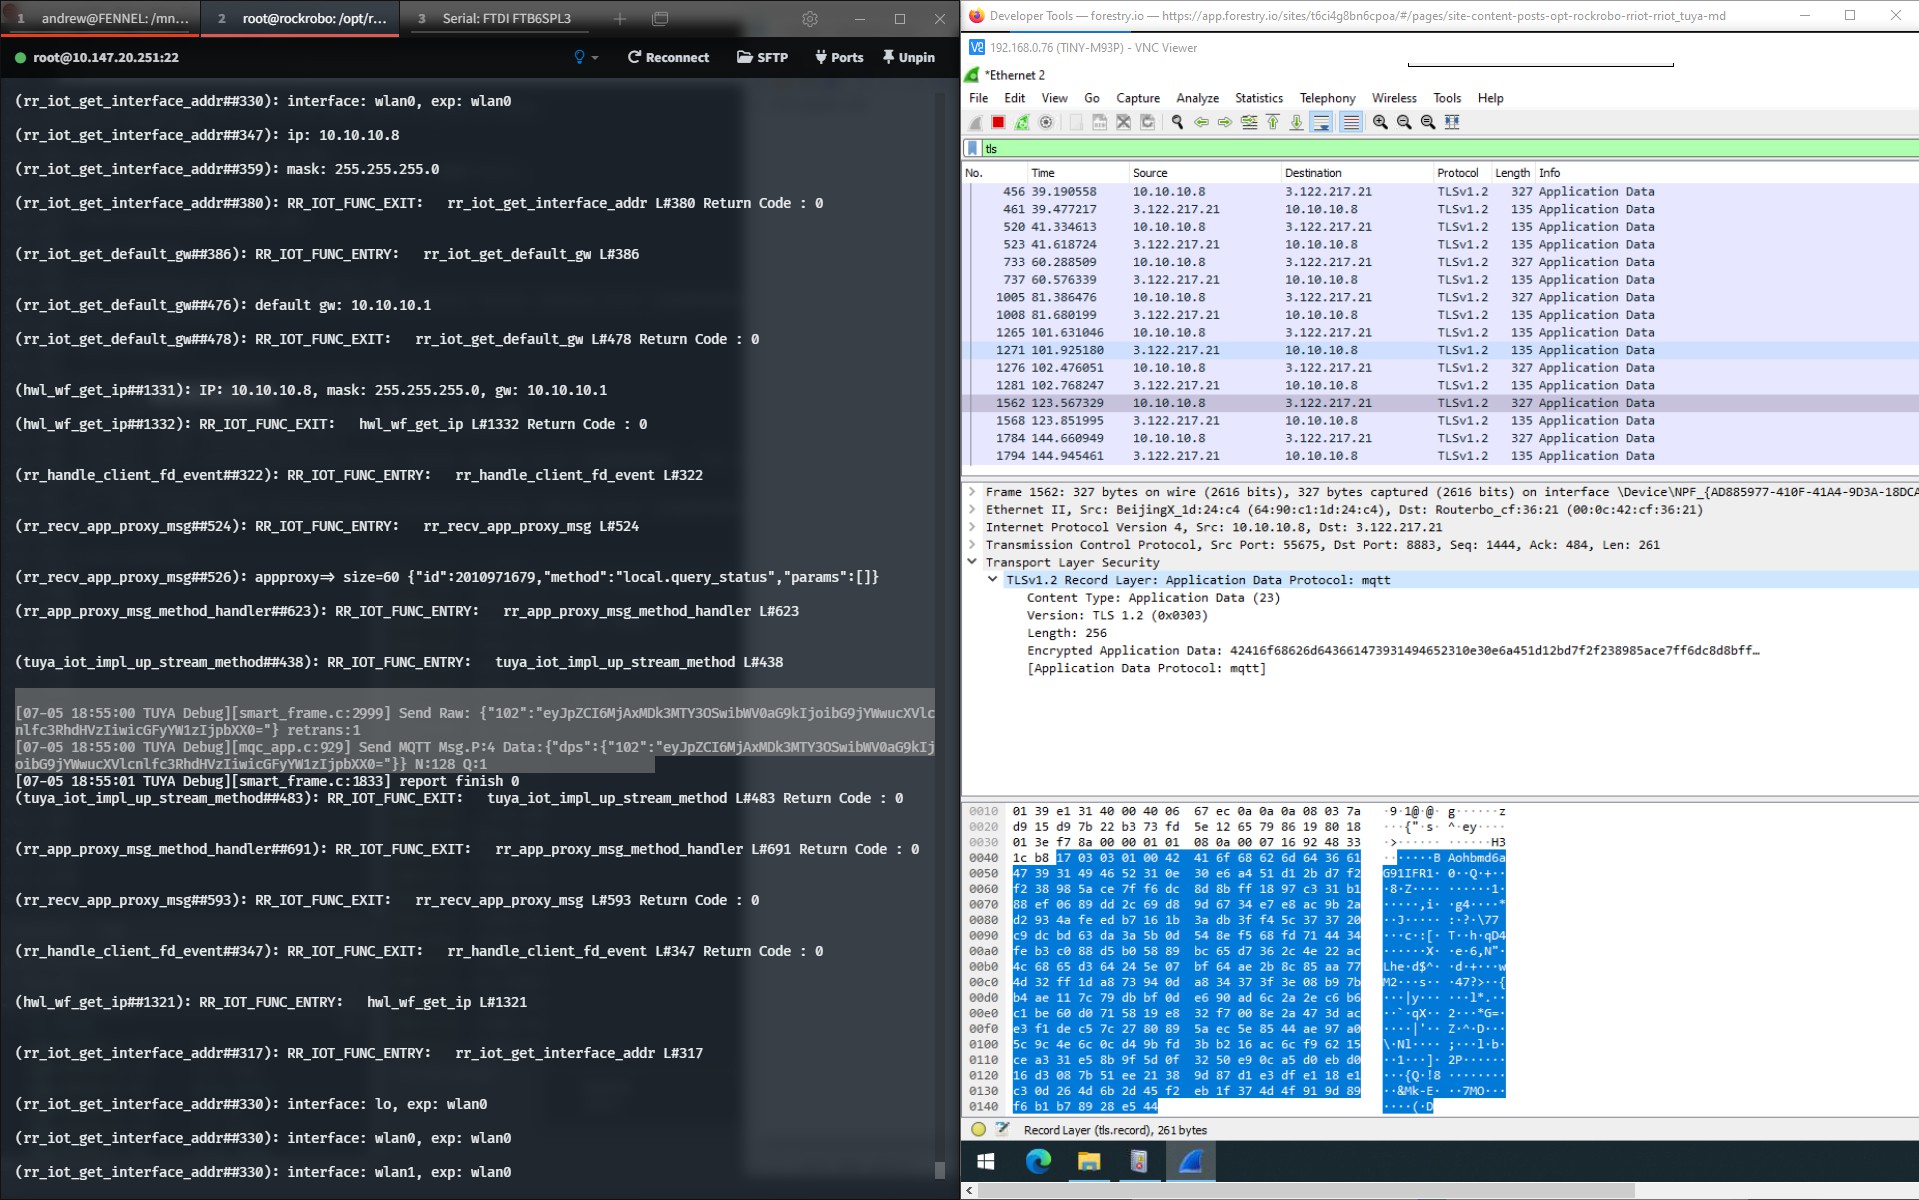 1 andrew@FENNEL: /mn...
2 root@rockrobo: /opt/r...
3 Serial: FTDI FTB6SPL3
root@10.147.20.251:22
Reconnect
SFTP
Ports
Unpin
(rr_iot_get_interface_addr##330): interface: wlan0, exp: wlan0
(rr_iot_get_interface_addr##347): ip: 10.10.10.8
(rr_iot_get_interface_addr##359): mask: 255.255.255.0
(rr_iot_get_interface_addr##380): RR_IOT_FUNC_EXIT: rr_iot_get_interface_addr L#380 Return Code : 0
(rr_iot_get_default_gw##386): RR_IOT_FUNC_ENTRY: rr_iot_get_default_gw L#386
(rr_iot_get_default_gw##476): default gw: 10.10.10.1
(rr_iot_get_default_gw##478): RR_IOT_FUNC_EXIT: rr_iot_get_default_gw L#478 Return Code : 0
(hwl_wf_get_ip##1331): IP: 10.10.10.8, mask: 255.255.255.0, gw: 10.10.10.1
(hwl_wf_get_ip##1332): RR_IOT_FUNC_EXIT: hwl_wf_get_ip L#1332 Return Code : 0
(rr_handle_client_fd_event##322): RR_IOT_FUNC_ENTRY: rr_handle_client_fd_event L#322
(rr_recv_app_proxy_msg##524): RR_IOT_FUNC_ENTRY: rr_recv_app_proxy_msg L#524
(rr_recv_app_proxy_msg##526): appproxy=> size=60 {"id":2010971679,"method":"local.query_status","params":[]}
(rr_app_proxy_msg_method_handler##623): RR_IOT_FUNC_ENTRY: rr_app_proxy_msg_method_handler L#623
(tuya_iot_impl_up_stream_method##438): RR_IOT_FUNC_ENTRY: tuya_iot_impl_up_stream_method L#438
[07-05 18:55:00 TUYA Debug][smart_frame.c:2999] Send Raw: {"102":"eyJpZCI6MjAxMDk3MTY3OSwibWV0aG9kIjoibG9jYWwucXVlc
nlfc3RhdHVzIiwicGFyYW1zIjpbXX0="} retrans:1
[07-05 18:55:00 TUYA Debug][mqc_app.c:929] Send MQTT Msg.P:4 Data:{"dps":{"102":"eyJpZCI6MjAxMDk3MTY3OSwibWV0aG9kIj
oibG9jYWwucXVlcnlfc3RhdHVzIiwicGFyYW1zIjpbXX0="}} N:128 Q:1
[07-05 18:55:01 TUYA Debug][smart_frame.c:1833] report finish 0
(tuya_iot_impl_up_stream_method##483): RR_IOT_FUNC_EXIT: tuya_iot_impl_up_stream_method L#483 Return Code : 0
(rr_app_proxy_msg_method_handler##691): RR_IOT_FUNC_EXIT: rr_app_proxy_msg_method_handler L#691 Return Code : 0
(rr_recv_app_proxy_msg##593): RR_IOT_FUNC_EXIT: rr_recv_app_proxy_msg L#593 Return Code : 0
(rr_handle_client_fd_event##347): RR_IOT_FUNC_EXIT: rr_handle_client_fd_event L#347 Return Code : 0
(hwl_wf_get_ip##1321): RR_IOT_FUNC_ENTRY: hwl_wf_get_ip L#1321
(rr_iot_get_interface_addr##317): RR_IOT_FUNC_ENTRY: rr_iot_get_interface_addr L#317
(rr_iot_get_interface_addr##330): interface: lo, exp: wlan0
(rr_iot_get_interface_addr##330): interface: wlan0, exp: wlan0
(rr_iot_get_interface_addr##330): interface: wlan1, exp: wlan0
Developer Tools — forestry.io — https://app.forestry.io/sites/t6ci4g8bn6cpoa/#/pages/site-content-posts-opt-rockrobo-rriot-rriot_tuya-md
192.168.0.76 (TINY-M93P) - VNC Viewer
*Ethernet 2
File Edit View Go Capture Analyze Statistics Telephony Wireless Tools Help
tls
No. Time Source Destination Protocol Length Info
456 39.190558 10.10.10.8 3.122.217.21 TLSv1.2 327 Application Data
461 39.477217 3.122.217.21 10.10.10.8 TLSv1.2 135 Application Data
520 41.334613 10.10.10.8 3.122.217.21 TLSv1.2 135 Application Data
523 41.618724 3.122.217.21 10.10.10.8 TLSv1.2 135 Application Data
733 60.288509 10.10.10.8 3.122.217.21 TLSv1.2 327 Application Data
737 60.576339 3.122.217.21 10.10.10.8 TLSv1.2 135 Application Data
1005 81.386476 10.10.10.8 3.122.217.21 TLSv1.2 327 Application Data
1008 81.680199 3.122.217.21 10.10.10.8 TLSv1.2 135 Application Data
1265 101.631046 10.10.10.8 3.122.217.21 TLSv1.2 135 Application Data
1271 101.925180 3.122.217.21 10.10.10.8 TLSv1.2 135 Application Data
1276 102.476051 10.10.10.8 3.122.217.21 TLSv1.2 327 Application Data
1281 102.768247 3.122.217.21 10.10.10.8 TLSv1.2 135 Application Data
1562 123.567329 10.10.10.8 3.122.217.21 TLSv1.2 327 Application Data
1568 123.851995 3.122.217.21 10.10.10.8 TLSv1.2 135 Application Data
1784 144.660949 10.10.10.8 3.122.217.21 TLSv1.2 327 Application Data
1794 144.945461 3.122.217.21 10.10.10.8 TLSv1.2 135 Application Data
Frame 1562: 327 bytes on wire (2616 bits), 327 bytes captured (2616 bits) on interface \Device\NPF_{AD885977-410F-41A4-9D3A-18DCA
Ethernet II, Src: BeijingX_1d:24:c4 (64:90:c1:1d:24:c4), Dst: Routerbo_cf:36:21 (00:0c:42:cf:36:21)
Internet Protocol Version 4, Src: 10.10.10.8, Dst: 3.122.217.21
Transmission Control Protocol, Src Port: 55675, Dst Port: 8883, Seq: 1444, Ack: 484, Len: 261
Transport Layer Security
TLSv1.2 Record Layer: Application Data Protocol: mqtt
Content Type: Application Data (23)
Version: TLS 1.2 (0x0303)
Length: 256
Encrypted Application Data: 42416f68626d643661473931494652310e30e6a451d12bd7f2f238985ace7ff6dc8d8bff…
[Application Data Protocol: mqtt]
0010 01 39 e1 31 40 00 40 06 67 ec 0a 0a 0a 08 03 7a ·9·1@·@· g······z
0020 d9 15 d9 7b 22 b3 73 fd 5e 12 65 79 86 19 80 18 ···{"·s· ^·ey····
0030 01 3e f7 8a 00 00 01 01 08 0a 00 07 16 92 48 33 ·>······ ······H3
0040 1c b8 17 03 03 01 00 42 41 6f 68 62 6d 64 36 61 ·······B Aohbmd6a
0050 47 39 31 49 46 52 31 0e 30 e6 a4 51 d1 2b d7 f2 G91IFR1· 0··Q·+··
0060 f2 38 98 5a ce 7f f6 dc 8d 8b ff 18 97 c3 31 b1 ·8·Z···· ······1·
0070 88 ef 06 89 dd 2c 69 d8 9d 67 34 e7 e8 ac 9b 2a ·····,i· ·g4····*
0080 d2 93 4a fe ed b7 16 1b 3a db 3f f4 5c 37 37 20 ··J····· :·?·\77
0090 c9 dc bd 63 da 3a 5b 0d 54 8e f5 68 fd 71 44 34 ···c·:[· T··h·qD4
00a0 fe b3 c0 88 d5 b0 58 89 bc 65 d7 36 2c 4e 22 ac ······X· ·e·6,N"·
00b0 4c 68 65 d3 64 24 5e 07 bf 64 ae 2b 8c 85 aa 77 Lhe·d$^· ·d·+···w
00c0 4d 32 ff 1d a8 73 94 0d a8 34 37 3f 3e 08 b9 7b M2···s·· ·47?>··{
00d0 b4 ae 11 7c 79 db bf 0d e6 90 ad 6c 2a 2e c6 b6 ···|y··· ···l*.··
00e0 c1 be 60 d0 71 58 19 e8 32 f7 00 8e 2a 47 3d ac ··`·qX·· 2···*G=·
00f0 e3 f1 de c5 7c 27 80 89 5a ec 5e 85 44 ae 97 a0 ····|'·· Z·^·D···
0100 5c 9c 4e 6c 0c d4 9b fd 3b b2 16 ac 6c f9 62 15 \·Nl···· ;···l·b·
0110 ce a3 31 e5 8b 9f 5d 0f 32 50 e9 0c a5 d0 eb d0 ··1···]· 2P······
0120 16 d3 08 7b 51 ee 21 38 9d 87 d1 e3 df e1 18 e1 ···{Q·!8 ········
0130 c3 0d 26 4d 6b 2d 45 f2 eb 1f 37 4d 4f 91 9d 89 ··&Mk-E· ··7MO···
0140 f6 b1 b7 89 28 e5 44 ····(·D
Record Layer (tls.record), 261 bytes